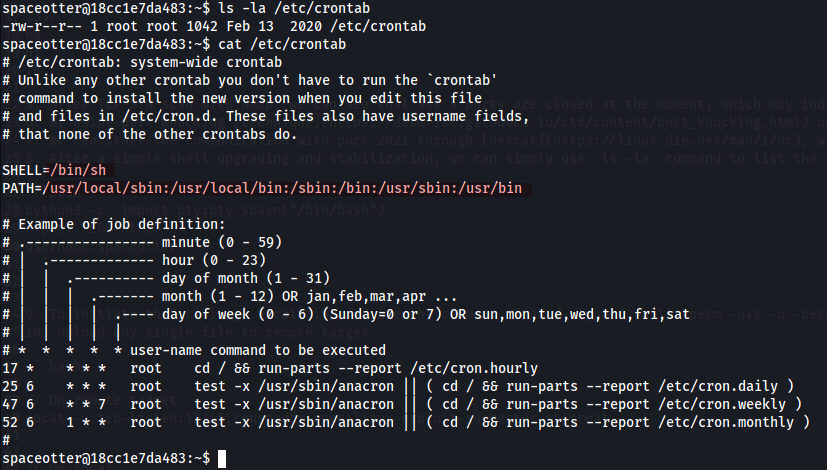 spaceotter@18cc1e7da483:~$ ls -la /etc/crontab
-rw-r--r-- 1 root root 1042 Feb 13  2020 /etc/crontab
spaceotter@18cc1e7da483:~$ cat /etc/crontab
# /etc/crontab: system-wide crontab
# Unlike any other crontab you don't have to run the `crontab'
# command to install the new version when you edit this file
# and files in /etc/cron.d. These files also have username fields,
# that none of the other crontabs do.

SHELL=/bin/sh
PATH=/usr/local/sbin:/usr/local/bin:/sbin:/bin:/usr/sbin:/usr/bin

# Example of job definition:
# .---------------- minute (0 - 59)
# |  .------------- hour (0 - 23)
# |  |  .---------- day of month (1 - 31)
# |  |  |  .------- month (1 - 12) OR jan,feb,mar,apr ...
# |  |  |  |  .---- day of week (0 - 6) (Sunday=0 or 7) OR sun,mon,tue,wed,thu,fri,sat
# |  |  |  |  |
# *  *  *  *  * user-name command to be executed
17 *    * * *   root    cd / && run-parts --report /etc/cron.hourly
25 6    * * *   root    test -x /usr/sbin/anacron || ( cd / && run-parts --report /etc/cron.daily )
47 6    * * 7   root    test -x /usr/sbin/anacron || ( cd / && run-parts --report /etc/cron.weekly )
52 6    1 * *   root    test -x /usr/sbin/anacron || ( cd / && run-parts --report /etc/cron.monthly )
#
spaceotter@18cc1e7da483:~$